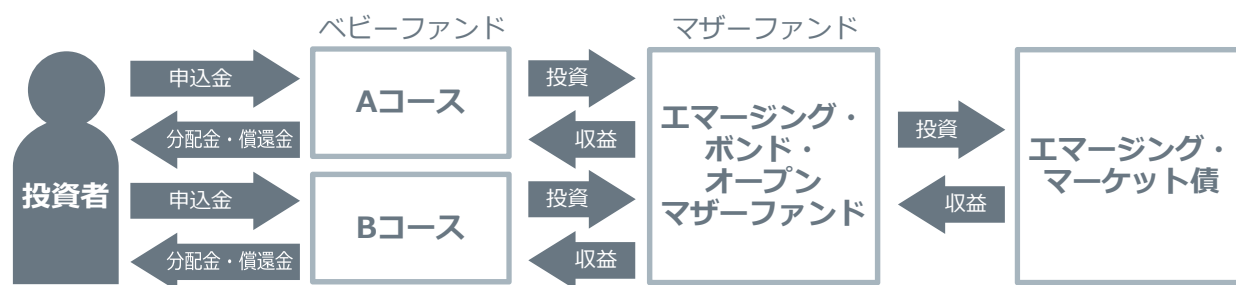 ベビーファンド
マザーファンド
投資者
申込金
分配金・償還金
申込金
分配金・償還金
Aコース
Bコース
投資
収益
投資
収益
エマージング・
ボンド・
オープン
マザーファンド
投資
収益
エマージング・
マーケット債